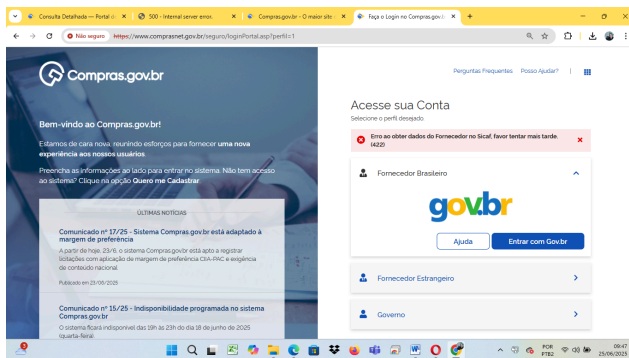 Consulta Detalhada — Portal d
500 - Internal server error.
Compras.gov.br - O maior site
Faça o Login no Compras.gov.b
Não seguro
https://www.comprasnet.gov.br/seguro/loginPortal.asp?perfil=1
Compras.gov.br
Perguntas Frequentes Posso Ajudar?
Bem-vindo ao Compras.gov.br!
Estamos de cara nova, reunindo esforços para fornecer uma nova
experiência aos nossos usuários.
Preencha as informações ao lado para entrar no sistema. Não tem acesso
ao sistema? Clique na opção Quero me Cadastrar.
ÚLTIMAS NOTÍCIAS
Comunicado nº 17/25 - Sistema Compras.gov.br está adaptado à
margem de preferência
A partir de hoje, 23/6, o sistema Compras.gov.br está apto a registrar
licitações com aplicação de margem de preferência CIIA-PAC e exigência
de conteúdo nacional
Publicado em 23/06/2025
Comunicado nº 15/25 - Indisponibilidade programada no sistema
Compras.gov.br
O sistema ficará indisponível das 19h às 23h do dia 18 de junho de 2025
(quarta-feira)
Acesse sua Conta
Selecione o perfil desejado.
Erro ao obter dados do Fornecedor no Sicaf, favor tentar mais tarde.
(422)
Fornecedor Brasileiro
gov.br
Ajuda
Entrar com Gov.br
Fornecedor Estrangeiro
Governo
POR
PTB2
09:47
25/06/2025